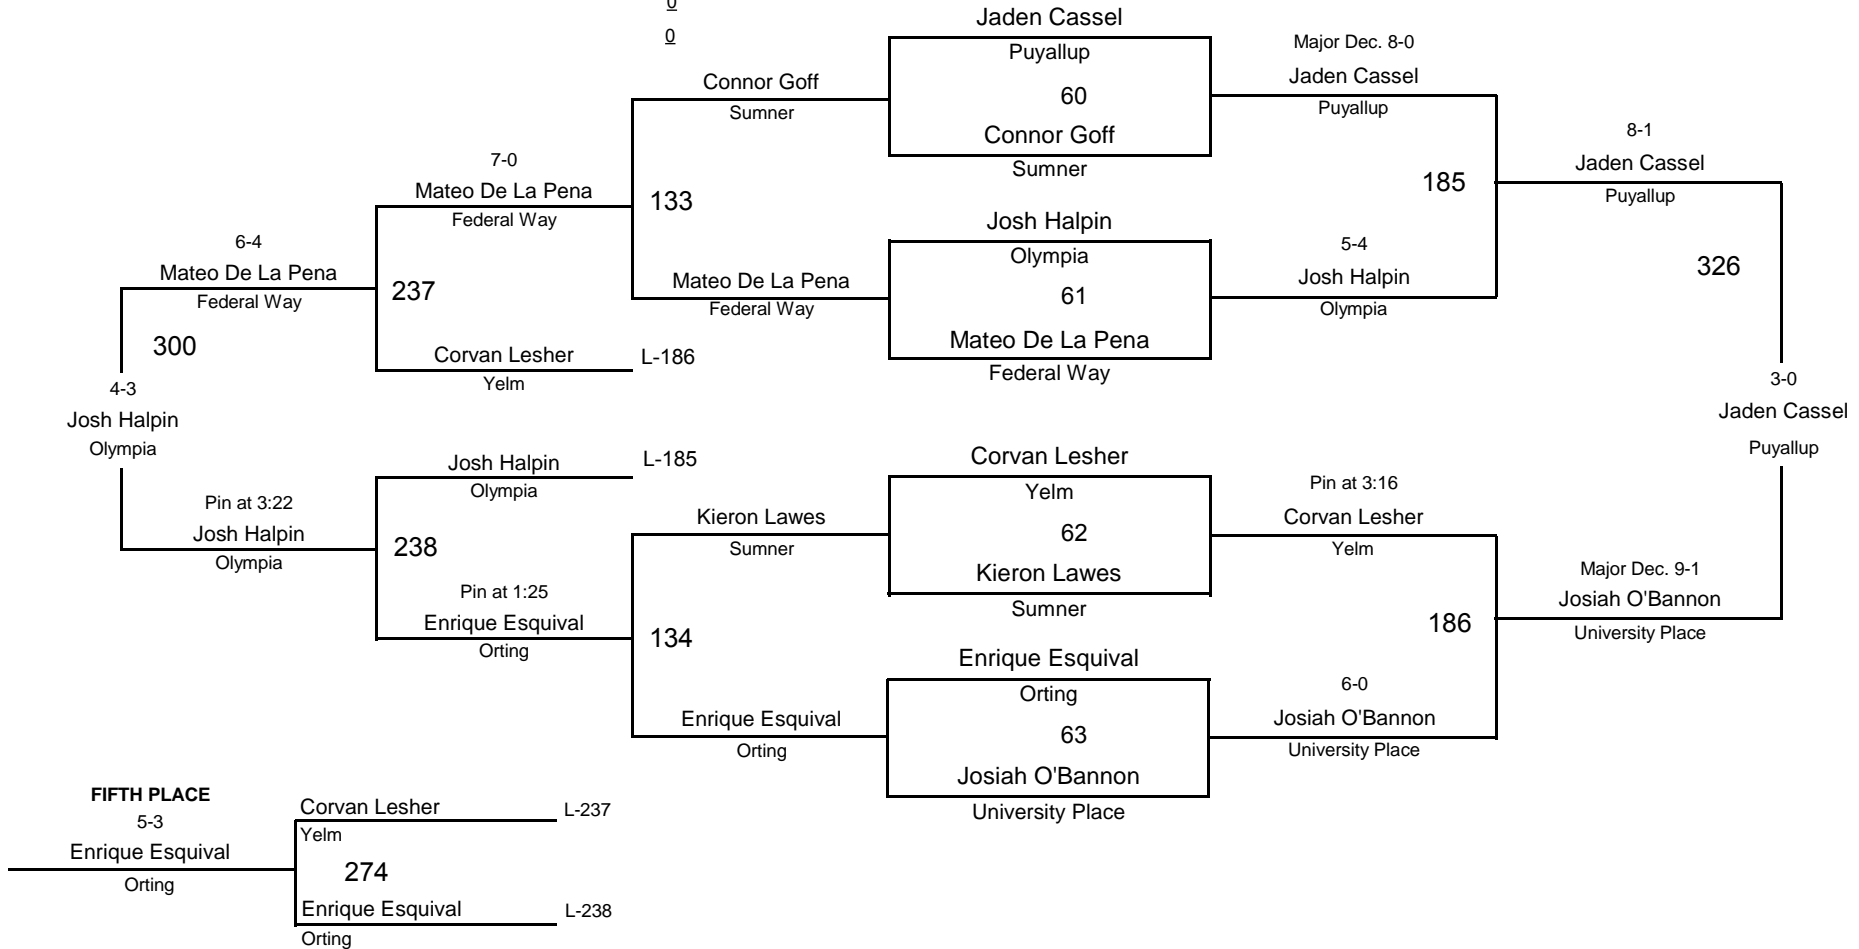 0
0
Jaden Cassel
Puyallup
60
Connor Goff
Sumner
Connor Goff
Sumner
Major Dec. 8-0
Jaden Cassel
Puyallup
8-1
Jaden Cassel
Puyallup
185
7-0
Mateo De La Pena
Federal Way
133
Josh Halpin
Olympia
61
Mateo De La Pena
Federal Way
Mateo De La Pena
Federal Way
5-4
Josh Halpin
Olympia
326
6-4
Mateo De La Pena
Federal Way
237
300
Corvan Lesher
Yelm
L-186
4-3
Josh Halpin
Olympia
3-0
Jaden Cassel
Puyallup
Josh Halpin
Olympia
L-185
Corvan Lesher
Yelm
62
Kieron Lawes
Sumner
Kieron Lawes
Sumner
Pin at 3:16
Corvan Lesher
Yelm
Pin at 3:22
Josh Halpin
Olympia
238
Pin at 1:25
Enrique Esquival
Orting
134
Major Dec. 9-1
Josiah O'Bannon
University Place
186
Enrique Esquival
Orting
63
Josiah O'Bannon
University Place
Enrique Esquival
Orting
6-0
Josiah O'Bannon
University Place
FIFTH PLACE
5-3
Enrique Esquival
Orting
Corvan Lesher
Yelm
L-237
274
Enrique Esquival
Orting
L-238